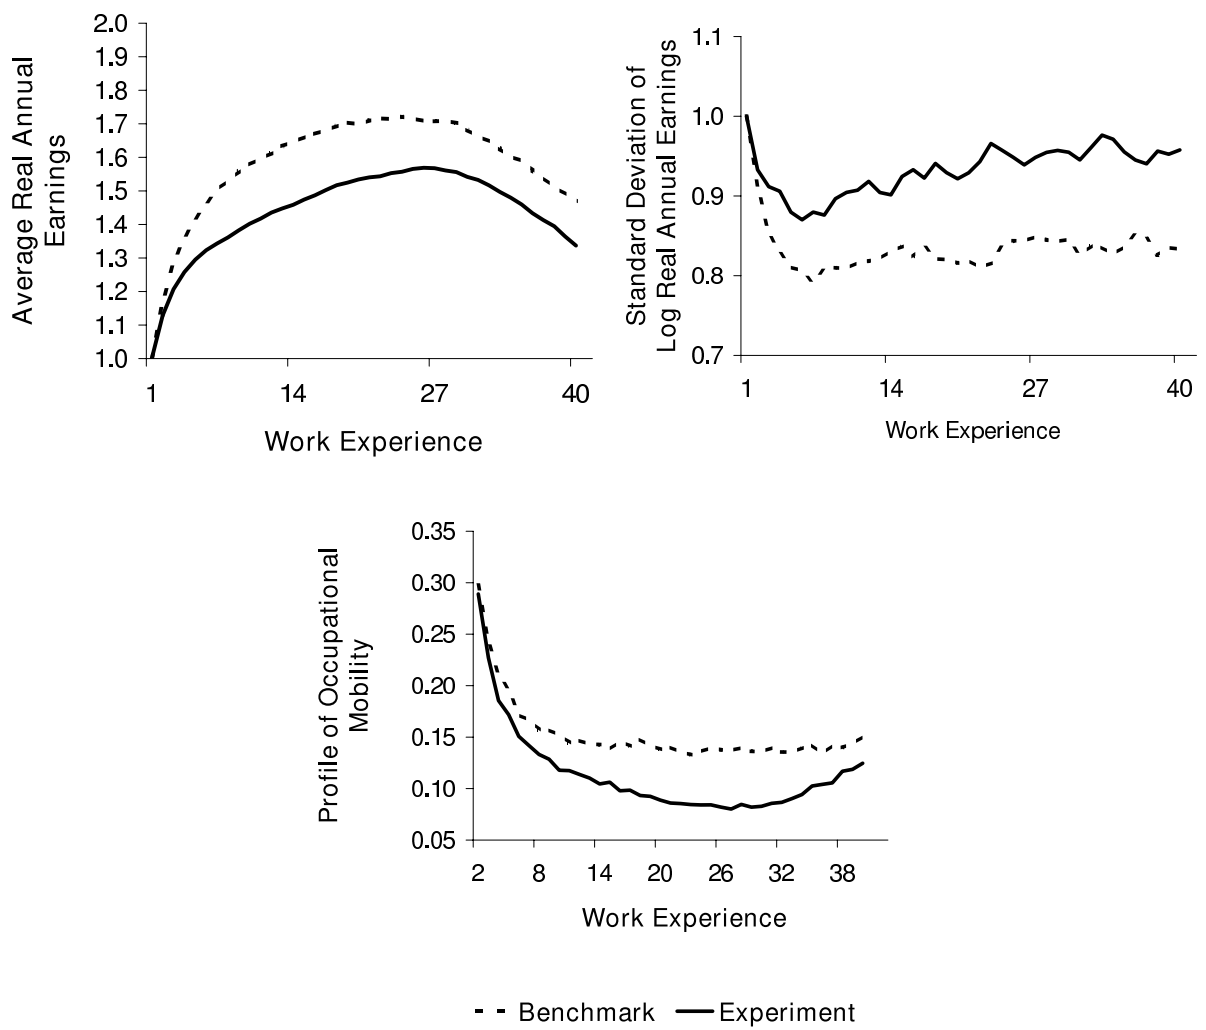 Average Real Annual
Earnings
2.0
1.9
1.8
1.7
1.6
1.5
1.4
1.3
1.2
1.1
1.0
1 14 27 40
Work Experience
Standard Deviation of
Log Real Annual Earnings
1.1
1.0
0.9
0.8
0.7
1 14 27 40
Work Experience
Profile of Occupational
Mobility
0.35
0.30
0.25
0.20
0.15
0.10
0.05
2 8 14 20 26 32 38
Work Experience
Benchmark Experiment